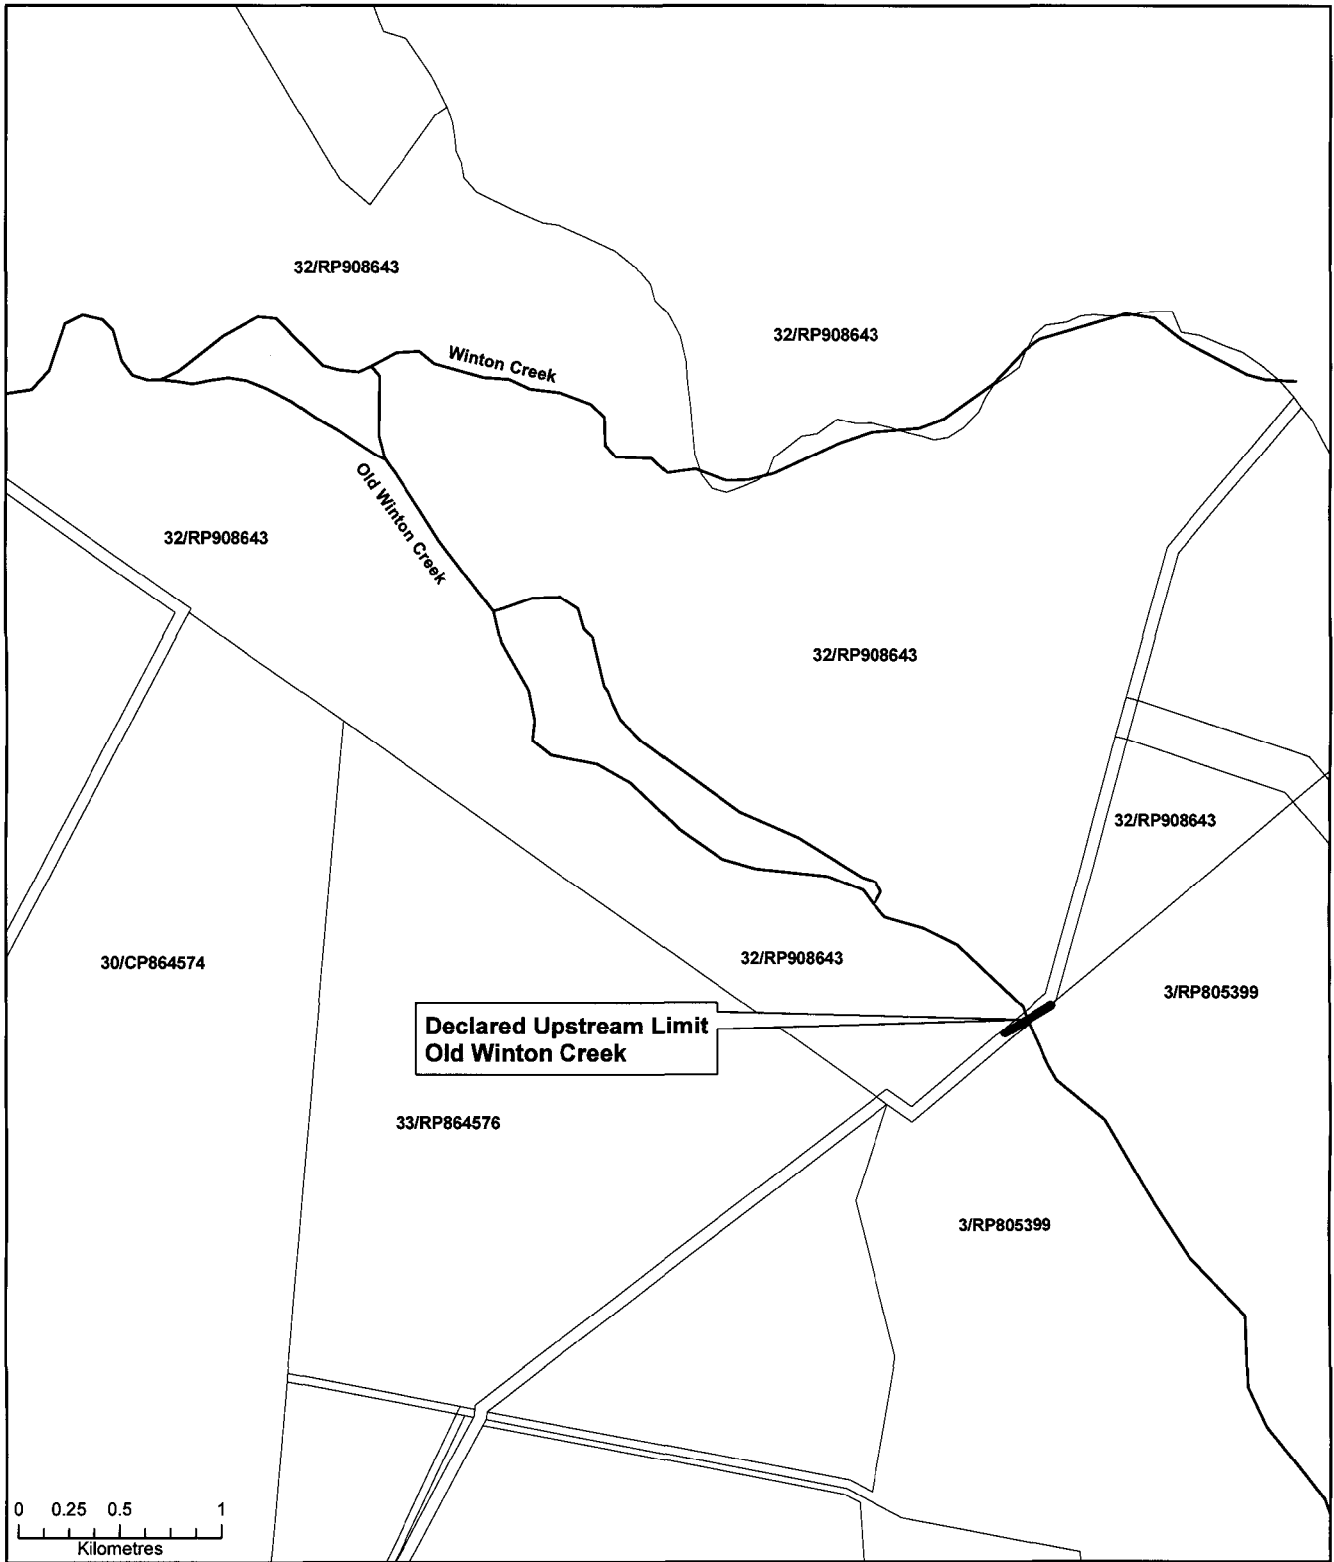 32/RP908643
32/RP908643
Winton Creek
Old Winton Creek
32/RP908643
32/RP908643
32/RP908643
30/CP864574
32/RP908643
3/RP805399
Declared Upstream Limit
Old Winton Creek
33/RP864576
3/RP805399
0 0.25 0.5 1
Kilometres